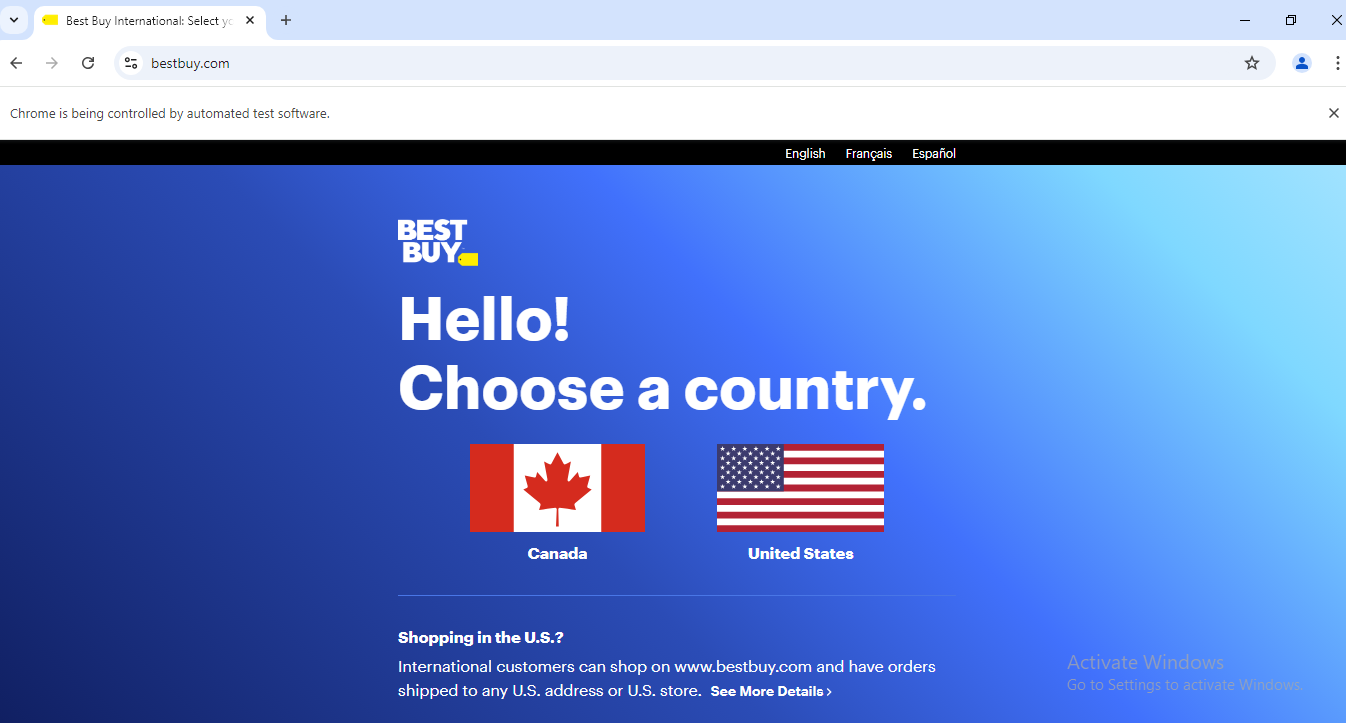 Best Buy International: Select yo
bestbuy.com
Chrome is being controlled by automated test software.
English Français Español
BEST
BUY
Hello!
Choose a country.
Canada United States
Shopping in the U.S.?
International customers can shop on www.bestbuy.com and have orders
shipped to any U.S. address or U.S. store. See More Details ›
Activate Windows
Go to Settings to activate Windows.